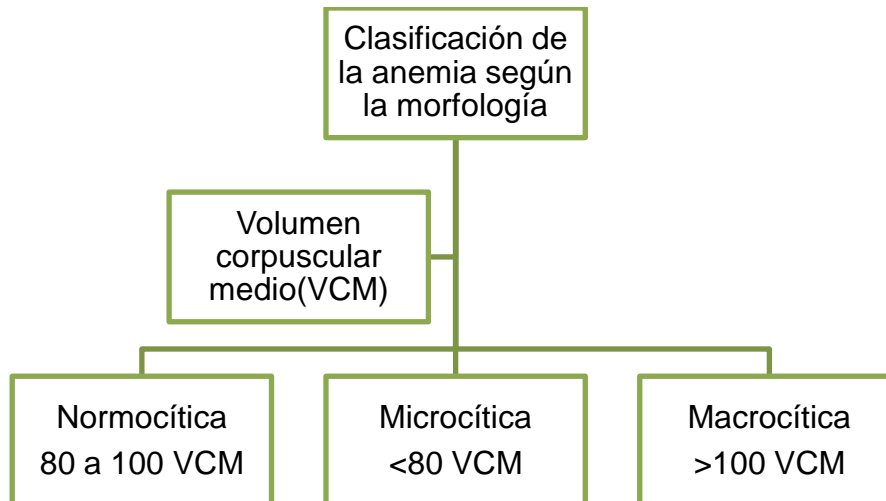 Clasificación de
la anemia según
la morfología
Volumen
corpuscular
medio(VCM)
Normocítica
80 a 100 VCM
Microcítica
<80 VCM
Macrocítica
>100 VCM